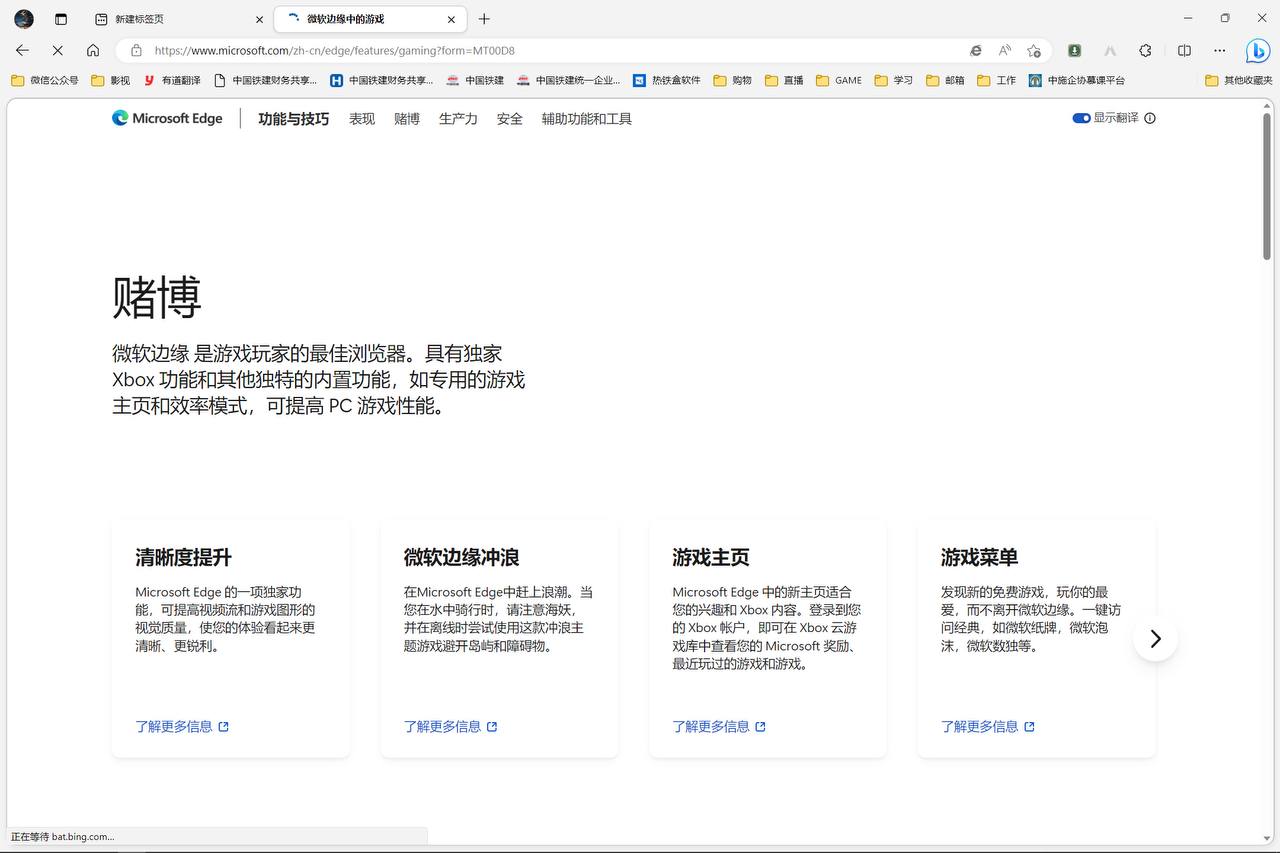 新建标签页
微软边缘中的游戏
https://www.microsoft.com/zh-cn/edge/features/gaming?form=MT00D8
微信公众号 影视 有道翻译 中国铁建财务共享... 中国铁建财务共享... 中国铁建 中国铁建统一企业... 热铁盒软件 购物 直播 GAME 学习 邮箱 工作 中施企协慕课平台 其他收藏夹
Microsoft Edge 功能与技巧 表现 赌博 生产力 安全 辅助功能和工具 显示翻译
赌博
微软边缘 是游戏玩家的最佳浏览器。具有独家
Xbox 功能和其他独特的内置功能，如专用的游戏
主页和效率模式，可提高 PC 游戏性能。
清晰度提升
Microsoft Edge 的一项独家功
能，可提高视频流和游戏图形的
视觉质量，使您的体验看起来更
清晰、更锐利。
了解更多信息
微软边缘冲浪
在Microsoft Edge中赶上浪潮。当
您在水中骑行时，请注意海妖，
并在离线时尝试使用这款冲浪主
题游戏避开岛屿和障碍物。
了解更多信息
游戏主页
Microsoft Edge 中的新主页适合
您的兴趣和 Xbox 内容。登录到您
的 Xbox 帐户，即可在 Xbox 云游
戏库中查看您的 Microsoft 奖励、
最近玩过的游戏和游戏。
了解更多信息
游戏菜单
发现新的免费游戏，玩你的最
爱，而不离开微软边缘。一键访
问经典，如微软纸牌，微软泡
沫，微软数独等。
了解更多信息
正在等待 bat.bing.com...